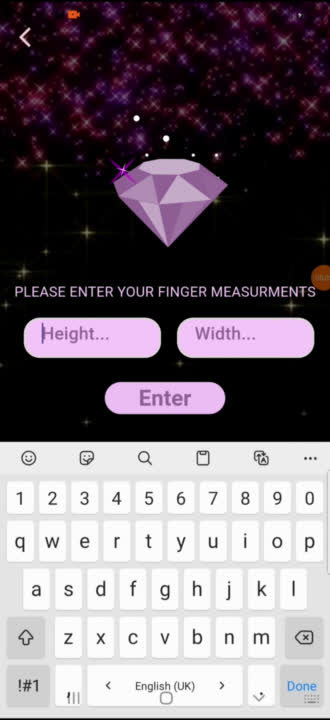 PLEASE ENTER YOUR FINGER MEASURMENTS
Height... Width...
Enter
1 2 3 4 5 6 7 8 9 0
q w e r t y u i o p
a s d f g h j k l
z x c v b n m
!#1 English (UK) Done